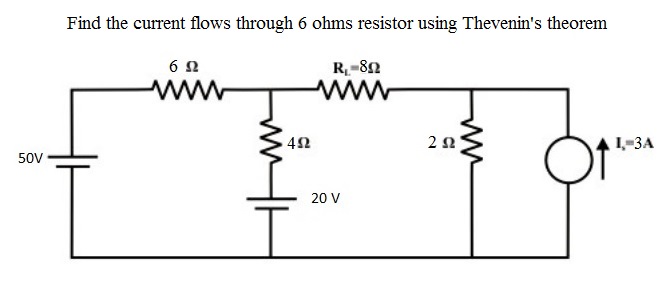 Find the current flows through 6 ohms resistor using Thevenin's theorem
6 Ω
R_L=8Ω
4Ω
2 Ω
I_s=3A
50V
20 V